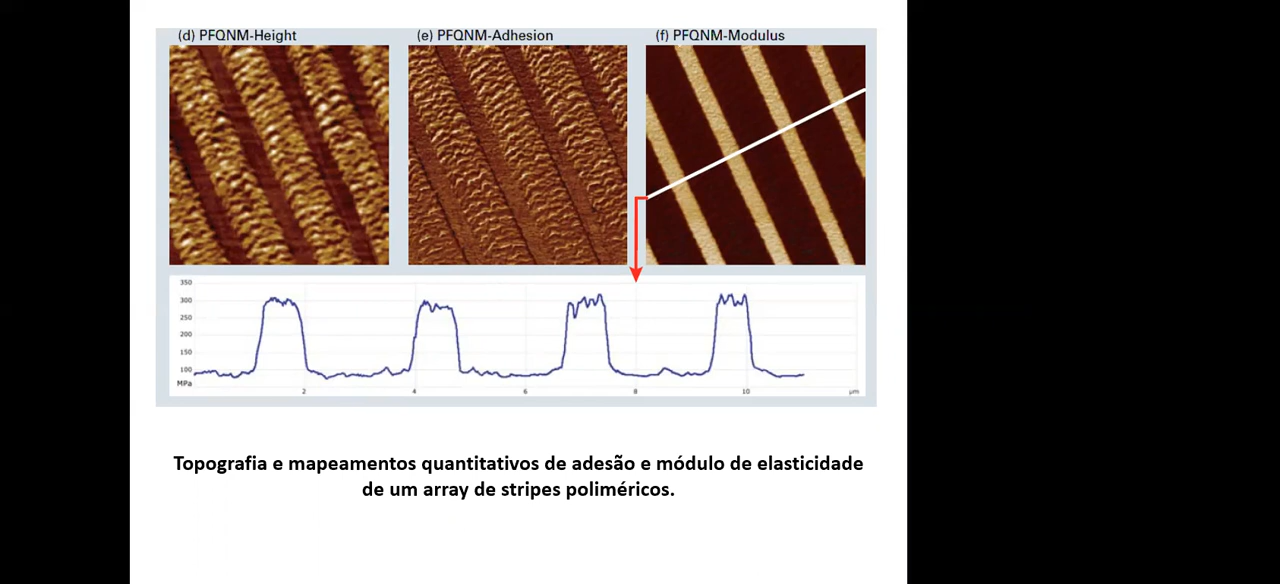 (d) PFQNM-Height
(e) PFQNM-Adhesion
(f) PFQNM-Modulus
350
300
250
200
150
100
MPa
2
4
6
8
10
µm
Topografia e mapeamentos quantitativos de adesão e módulo de elasticidade
de um array de stripes poliméricos.